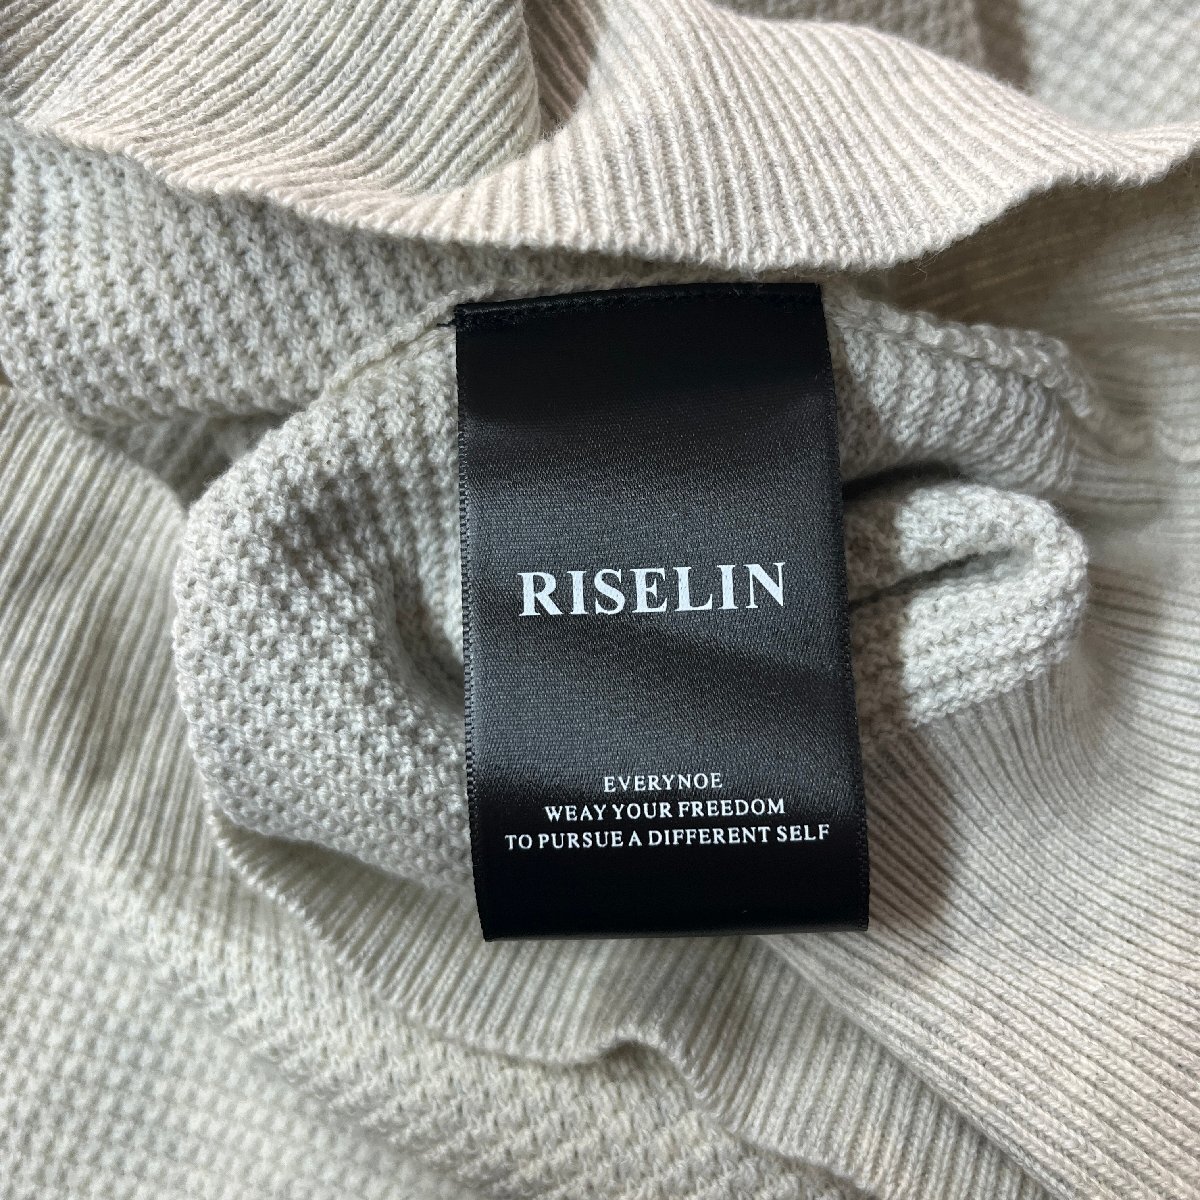 RISELIN
EVERYNOE
WEAY YOUR FREEDOM
TO PURSUE A DIFFERENT SELF